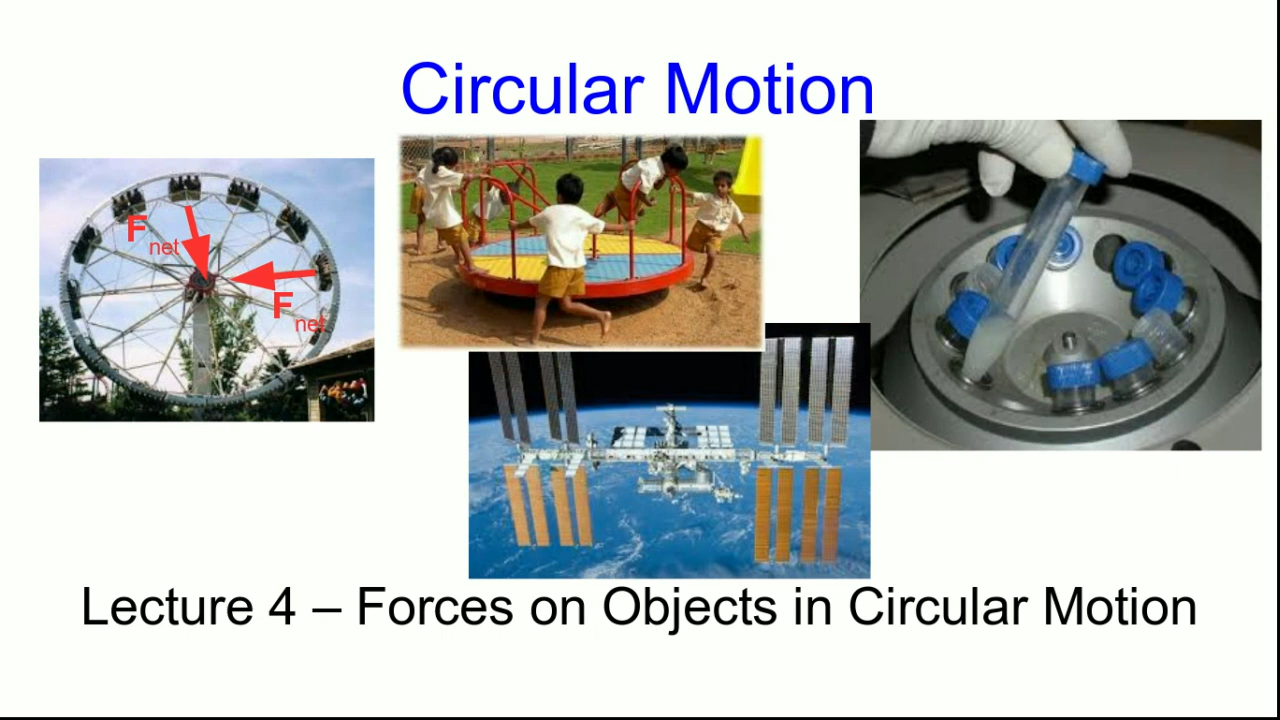 Circular Motion
F net
F net
Lecture 4 – Forces on Objects in Circular Motion